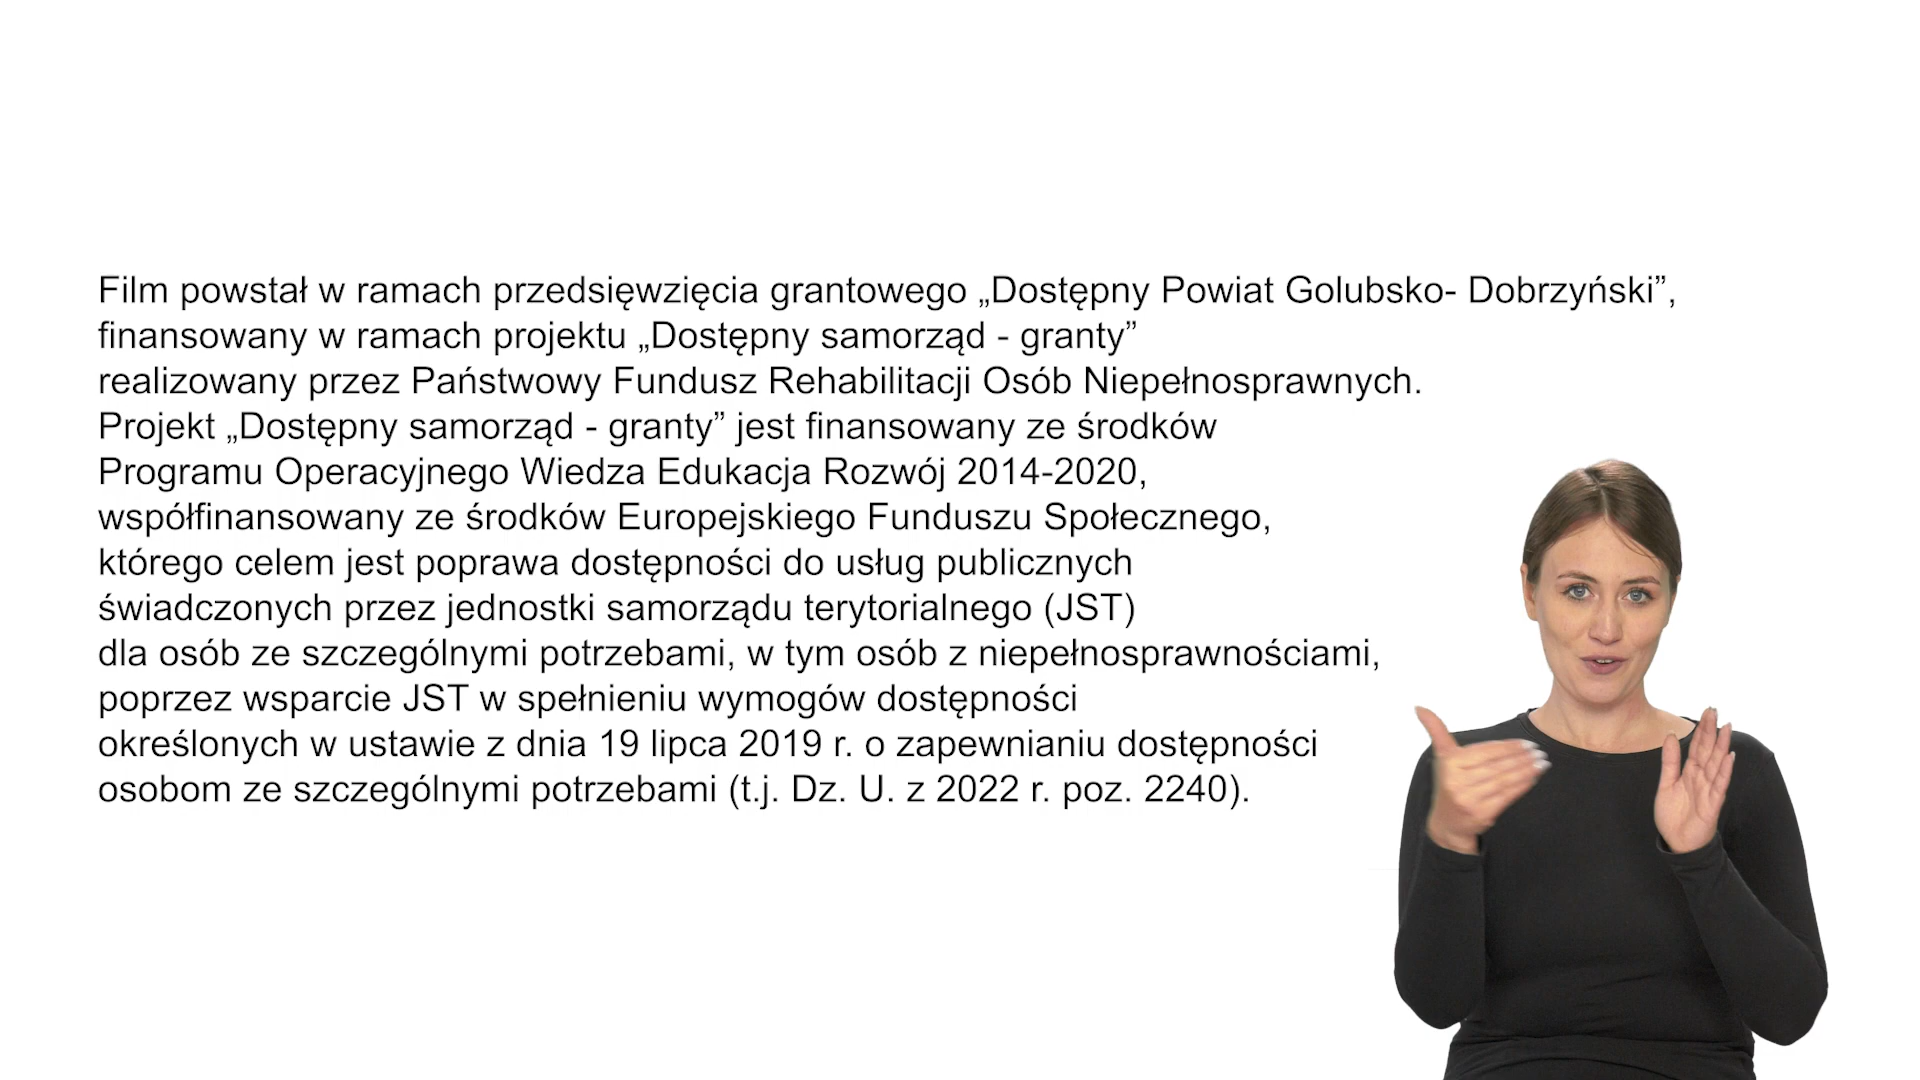 Film powstał w ramach przedsięwzięcia grantowego „Dostępny Powiat Golubsko- Dobrzyński”,
finansowany w ramach projektu „Dostępny samorząd - granty”
realizowany przez Państwowy Fundusz Rehabilitacji Osób Niepełnosprawnych.
Projekt „Dostępny samorząd - granty” jest finansowany ze środków
Programu Operacyjnego Wiedza Edukacja Rozwój 2014-2020,
współfinansowany ze środków Europejskiego Funduszu Społecznego,
którego celem jest poprawa dostępności do usług publicznych
świadczonych przez jednostki samorządu terytorialnego (JST)
dla osób ze szczególnymi potrzebami, w tym osób z niepełnosprawnościami,
poprzez wsparcie JST w spełnieniu wymogów dostępności
określonych w ustawie z dnia 19 lipca 2019 r. o zapewnianiu dostępności
osobom ze szczególnymi potrzebami (t.j. Dz. U. z 2022 r. poz. 2240).